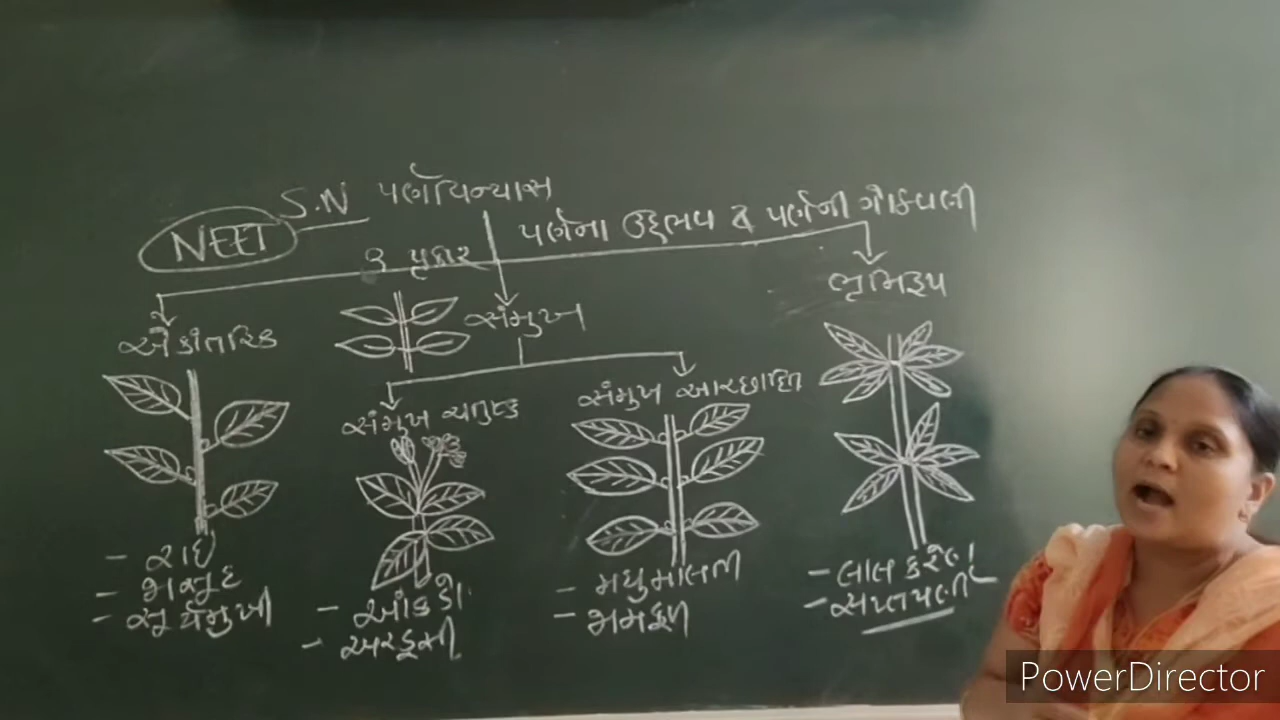 S.N પર્ણવિન્યાસ
NEET
પર્ણના ઉદ્દભવ ને પર્ણની ગોઠવણી
૩ પ્રકાર
ભ્રમિરૂપ
સંમુખ
એકાંતરિક
સંમુખ ચતુષ્ક
સંમુખ આચ્છાદિત
- રાઈ
- જાસૂદ
- સૂર્યમુખી
- આંકડો
- અરડૂસી
- મધુમાલતી
- જામફળ
- લાલ કરેણ
- સપ્તપર્ણી
PowerDirector